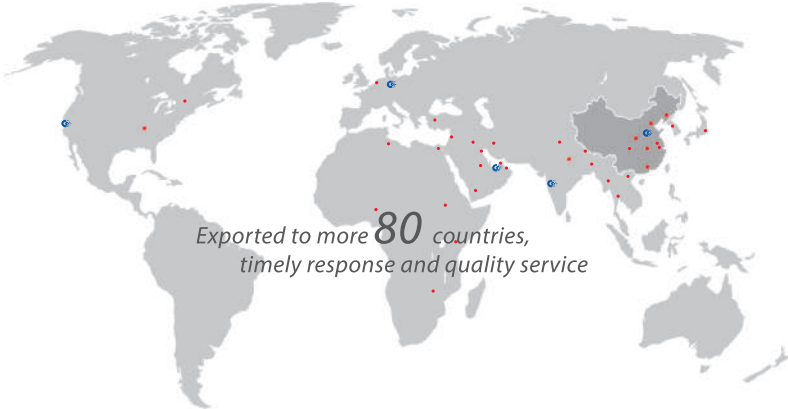 Exported to more 80 countries,
timely response and quality service